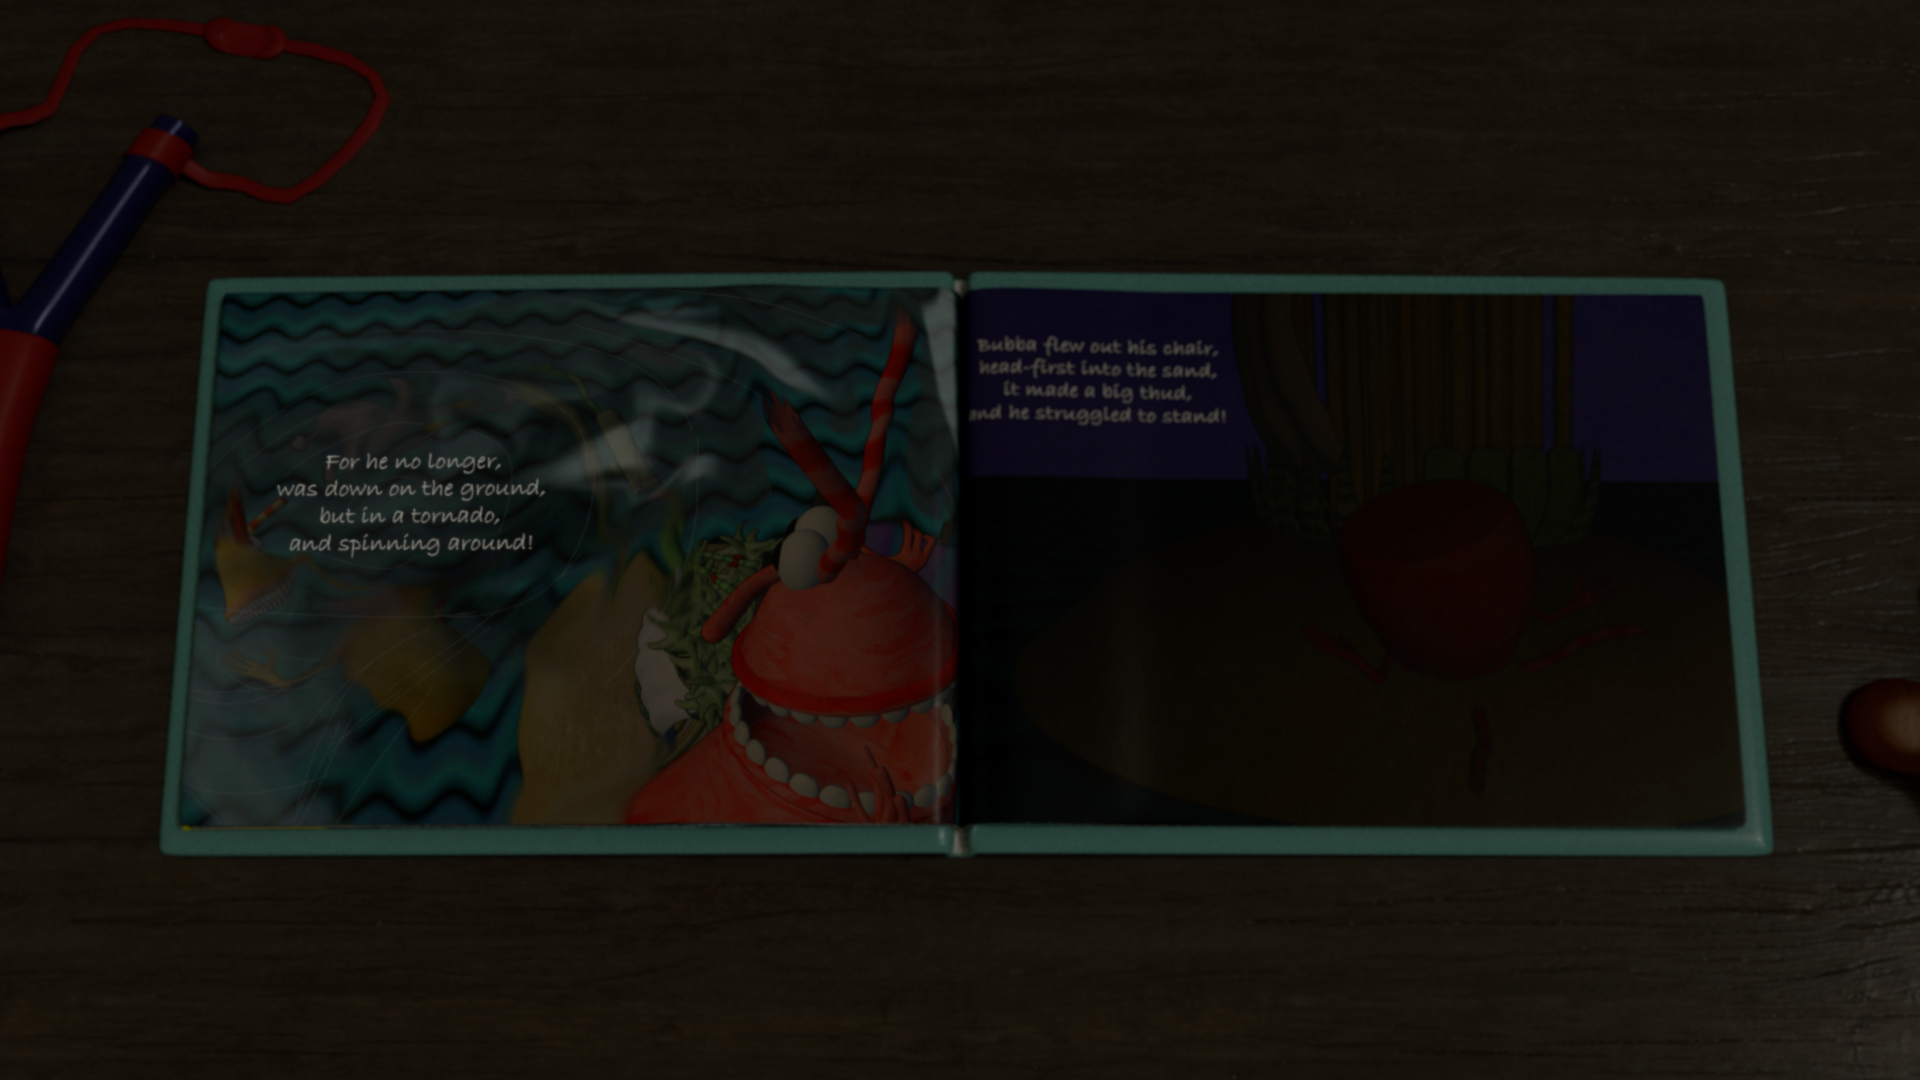 For he no longer,
was down on the ground,
but in a tornado,
and spinning around!
Bubba flew out his chair,
head-first into the sand,
it made a big thud,
and he struggled to stand!